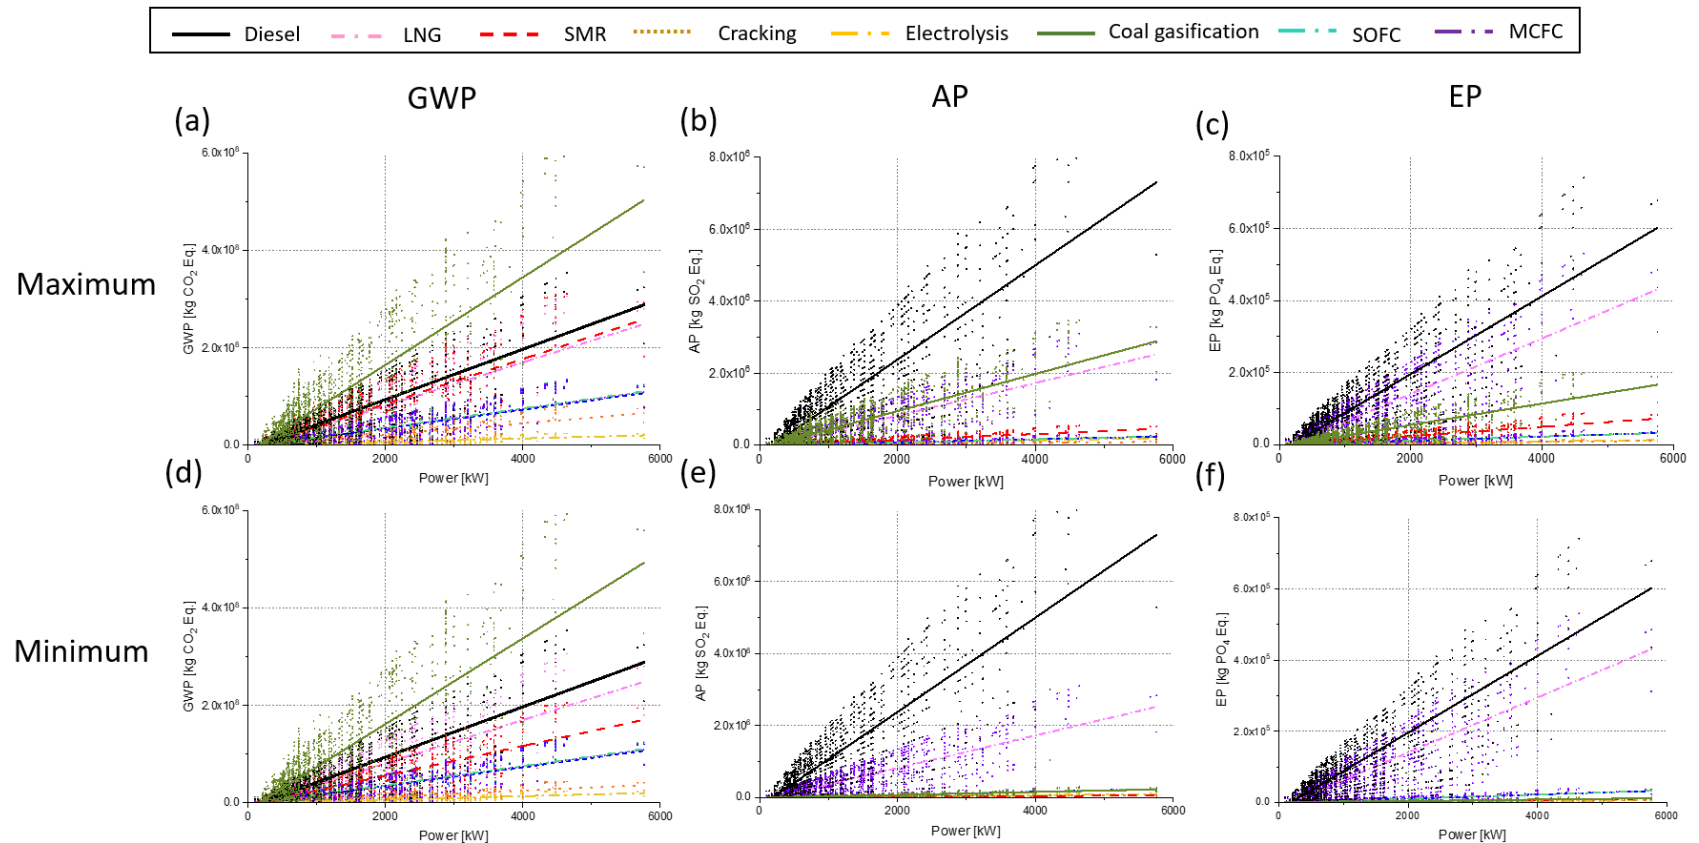 Diesel LNG SMR Cracking Electrolysis Coal gasification SOFC MCFC
GWP AP EP
Maximum
(a)
6.0x10⁸
4.0x10⁸
2.0x10⁸
0.0
0 2000 4000 6000
GWP [kg CO₂ Eq.]
Power [kW]
(b)
8.0x10⁶
6.0x10⁶
4.0x10⁶
2.0x10⁶
0.0
0 2000 4000 6000
AP [kg SO₂ Eq.]
Power [kW]
(c)
8.0x10⁵
6.0x10⁵
4.0x10⁵
2.0x10⁵
0.0
0 2000 4000 6000
EP [kg PO₄ Eq.]
Power [kW]
Minimum
(d)
6.0x10⁸
4.0x10⁸
2.0x10⁸
0.0
0 2000 4000 6000
GWP [kg CO₂ Eq.]
Power [kW]
(e)
8.0x10⁶
6.0x10⁶
4.0x10⁶
2.0x10⁶
0.0
0 2000 4000 6000
AP [kg SO₂ Eq.]
Power [kW]
(f)
8.0x10⁵
6.0x10⁵
4.0x10⁵
2.0x10⁵
0.0
0 2000 4000 6000
EP [kg PO₄ Eq.]
Power [kW]